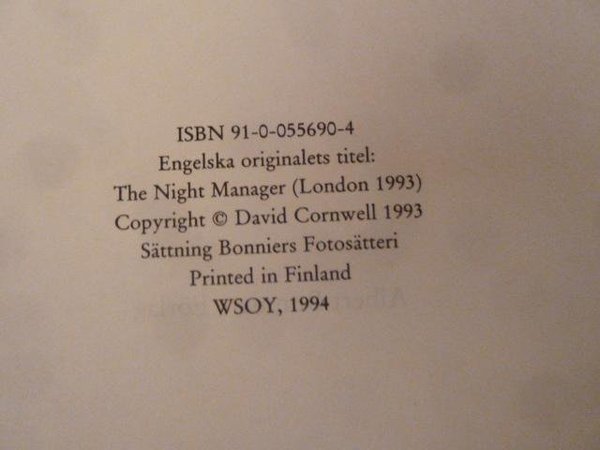 ISBN 91-0-055690-4
Engelska originalets titel:
The Night Manager (London 1993)
Copyright © David Cornwell 1993
Sättning Bonniers Fotosätteri
Printed in Finland
WSOY, 1994